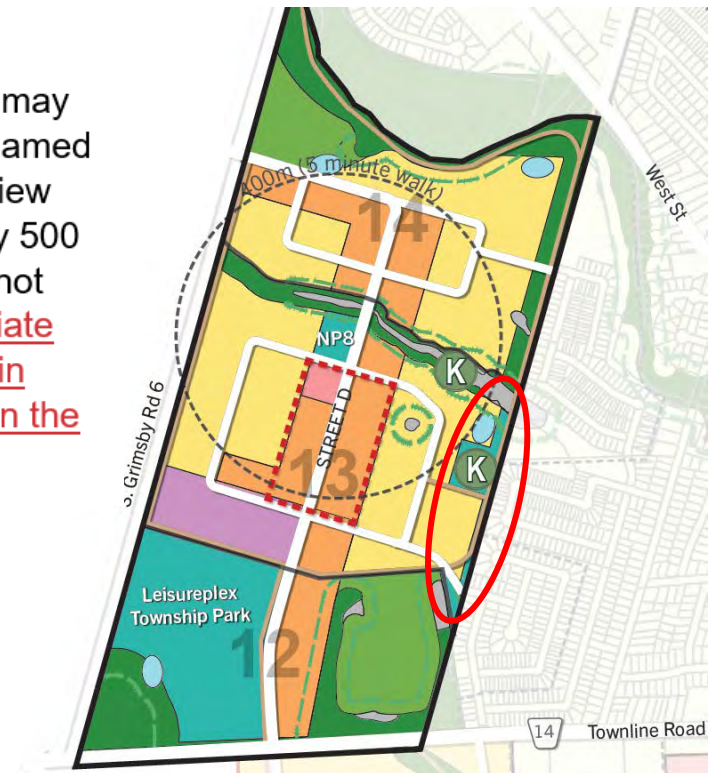 may
amed
iew
y 500
not
iate
in
n the
400m (5 minute walk)
14
West St
NP8
K
S. Grimsby Rd 6
STREET D
13
K
Leisureplex
Township Park
12
14
Townline Road